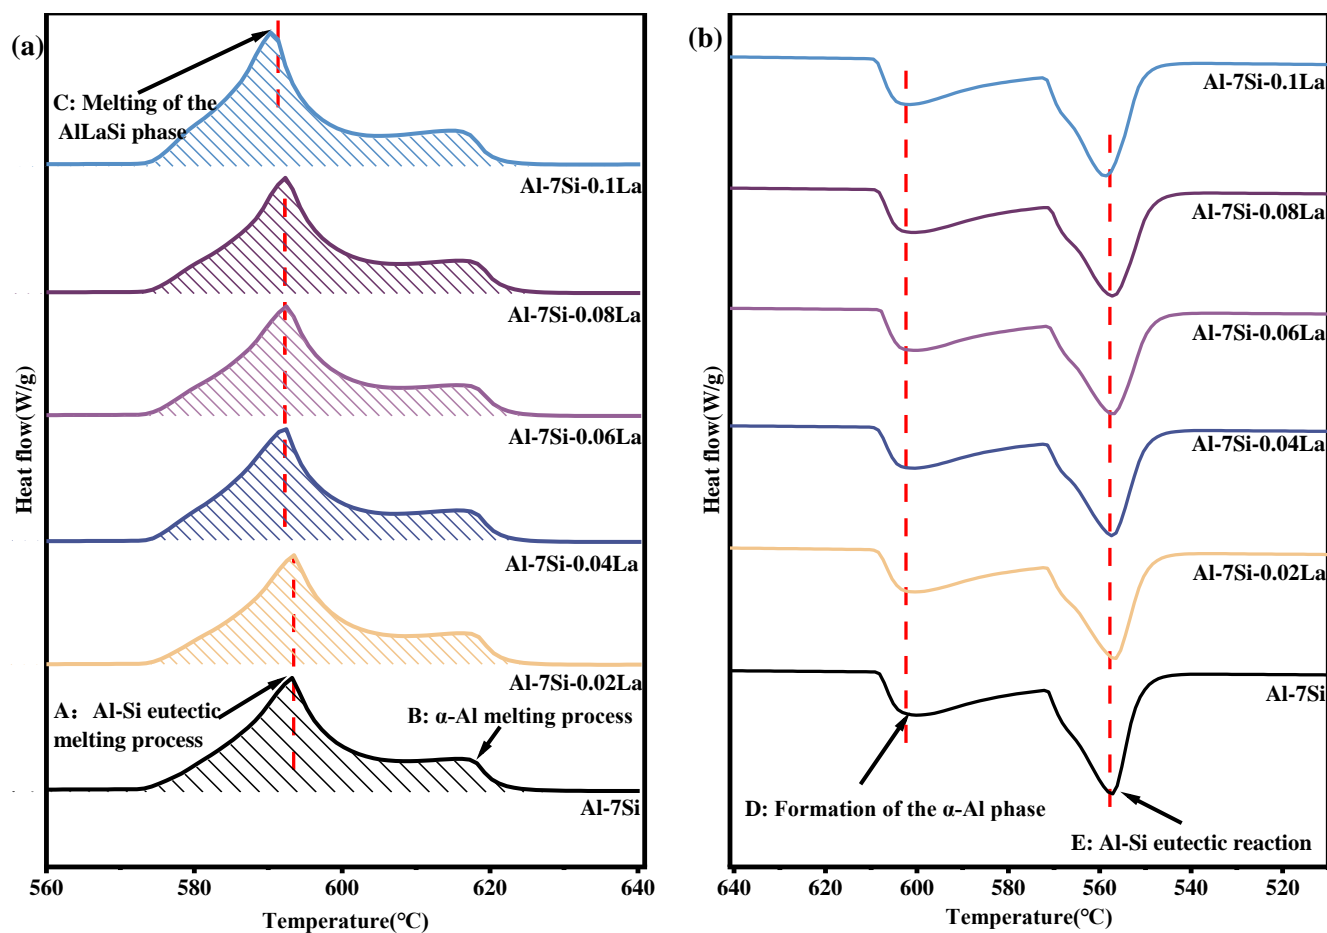 (a)
C: Melting of the
AlLaSi phase
Al-7Si-0.1La
Al-7Si-0.08La
Al-7Si-0.06La
Al-7Si-0.04La
Al-7Si-0.02La
A: Al-Si eutectic
melting process
B: α-Al melting process
Al-7Si
Heat flow(W/g)
560 580 600 620 640
Temperature(℃)
(b)
Al-7Si-0.1La
Al-7Si-0.08La
Al-7Si-0.06La
Al-7Si-0.04La
Al-7Si-0.02La
Al-7Si
D: Formation of the α-Al phase
E: Al-Si eutectic reaction
Heat flow(W/g)
640 620 600 580 560 540 520
Temperature(℃)